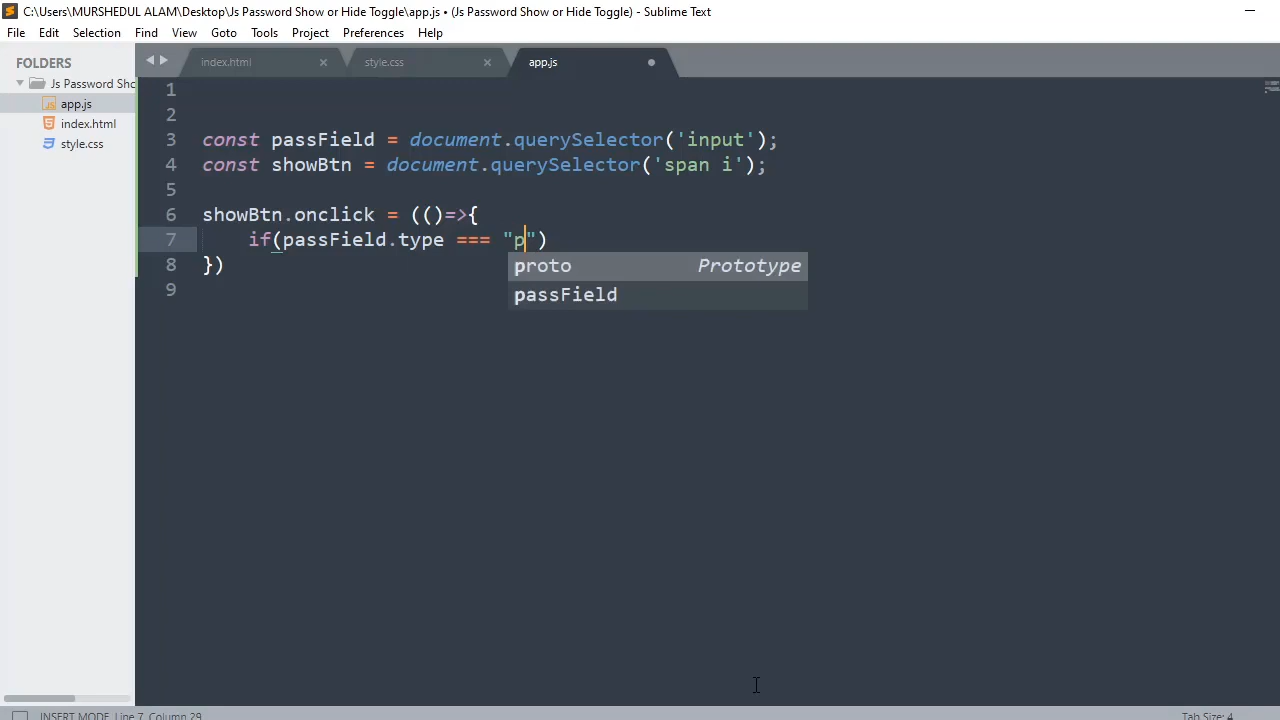 C:\Users\MURSHEDUL ALAM\Desktop\Js Password Show or Hide Toggle\app.js • (Js Password Show or Hide Toggle) - Sublime Text
File Edit Selection Find View Goto Tools Project Preferences Help
FOLDERS
Js Password Sho
app.js
index.html
style.css
index.html × style.css × app.js
1
2
3 const passField = document.querySelector('input');
4 const showBtn = document.querySelector('span i');
5
6 showBtn.onclick = (()=>{
7 if(passField.type === "p")
8 })
9
proto Prototype
passField
INSERT MODE, Line 7, Column 29
Tab Size: 4